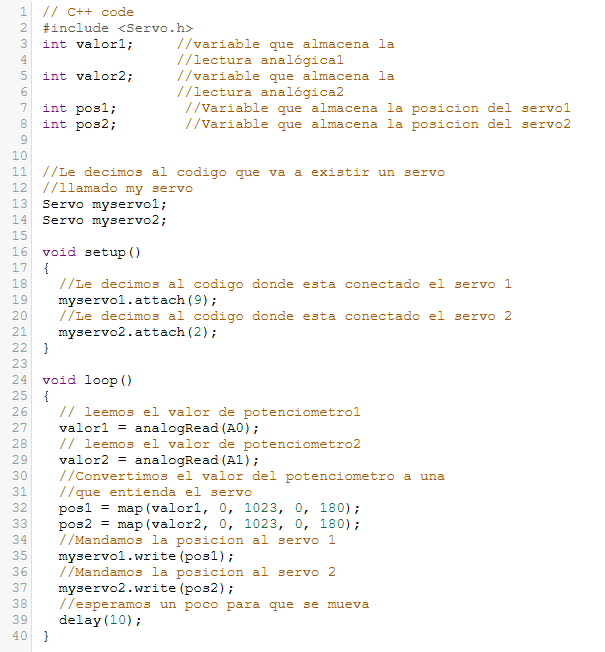 1 // C++ code
2 #include <Servo.h>
3 int valor1;     //variable que almacena la
4                 //lectura analógica1
5 int valor2;     //variable que almacena la
6                 //lectura analógica2
7 int pos1;        //Variable que almacena la posicion del servo1
8 int pos2;        //Variable que almacena la posicion del servo2
9
10
11 //Le decimos al codigo que va a existir un servo
12 //llamado my servo
13 Servo myservo1;
14 Servo myservo2;
15
16 void setup()
17 {
18   //Le decimos al codigo donde esta conectado el servo 1
19   myservo1.attach(9);
20   //Le decimos al codigo donde esta conectado el servo 2
21   myservo2.attach(2);
22 }
23
24 void loop()
25 {
26   // leemos el valor de potenciometro1
27   valor1 = analogRead(A0);
28   // leemos el valor de potenciometro2
29   valor2 = analogRead(A1);
30   //Convertimos el valor del potenciometro a una
31   //que entienda el servo
32   pos1 = map(valor1, 0, 1023, 0, 180);
33   pos2 = map(valor2, 0, 1023, 0, 180);
34   //Mandamos la posicion al servo 1
35   myservo1.write(pos1);
36   //Mandamos la posicion al servo 2
37   myservo2.write(pos2);
38   //esperamos un poco para que se mueva
39   delay(10);
40 }